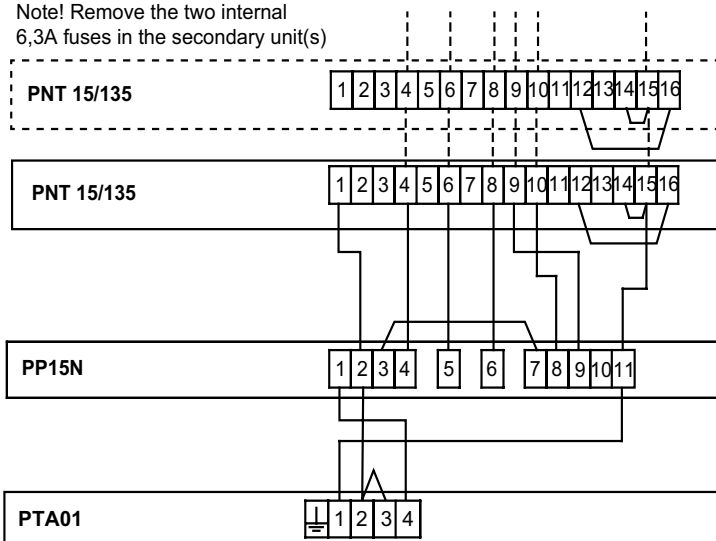 Note! Remove the two internal
6,3A fuses in the secondary unit(s)
PNT 15/135
1 2 3 4 5 6 7 8 9 10 11 12 13 14 15 16
PNT 15/135
1 2 3 4 5 6 7 8 9 10 11 12 13 14 15 16
PP15N
1 2 3 4 5 6 7 8 9 10 11
PTA01
1 2 3 4